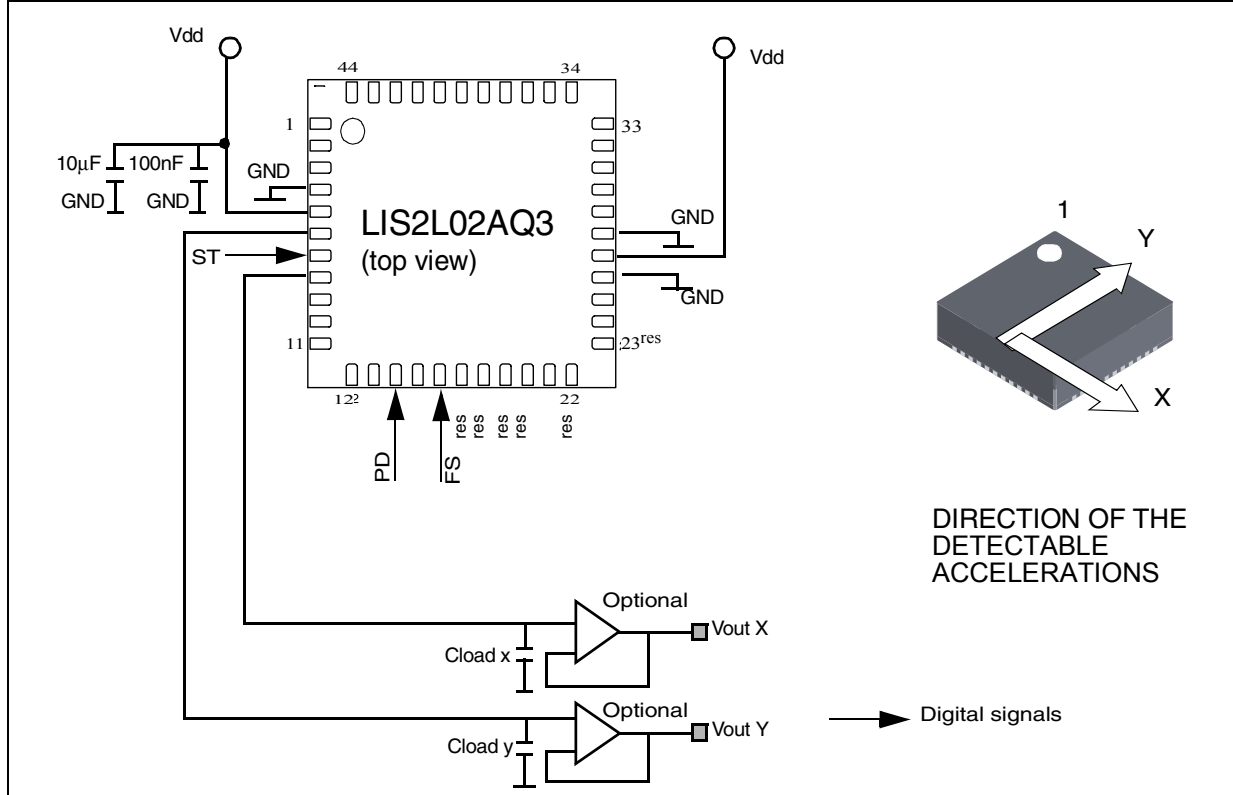 Vdd
Vdd
44
34
1
33
10µF
100nF
GND
GND
GND
GND
LIS2L02AQ3
(top view)
ST
GND
11
:23res
12²
22
res
res
res
res
res
PD
FS
1
Y
X
DIRECTION OF THE
DETECTABLE
ACCELERATIONS
Optional
Vout X
Cload x
Optional
Vout Y
Cload y
Digital signals